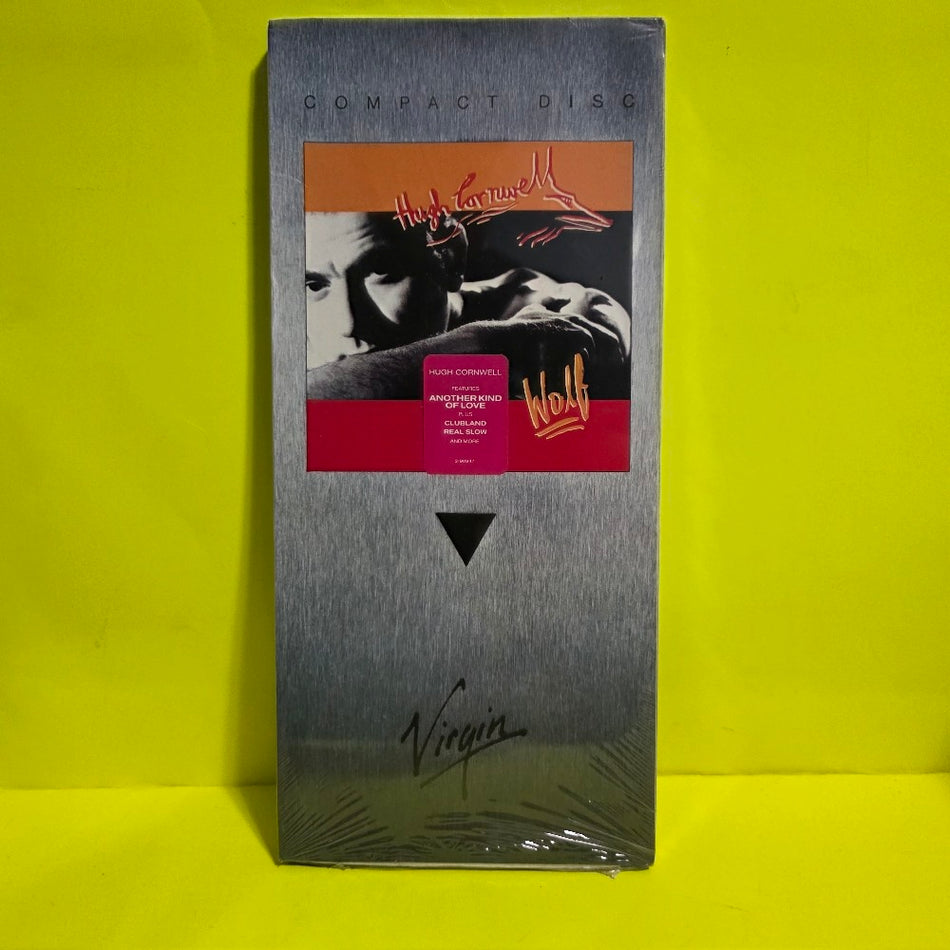 COMPACT DISC
Hugh Cornwell
HUGH CORNWELL
FEATURES
ANOTHER KIND
OF LOVE
PLUS
CLUBLAND
REAL SLOW
AND MORE
Wolf
Virgin